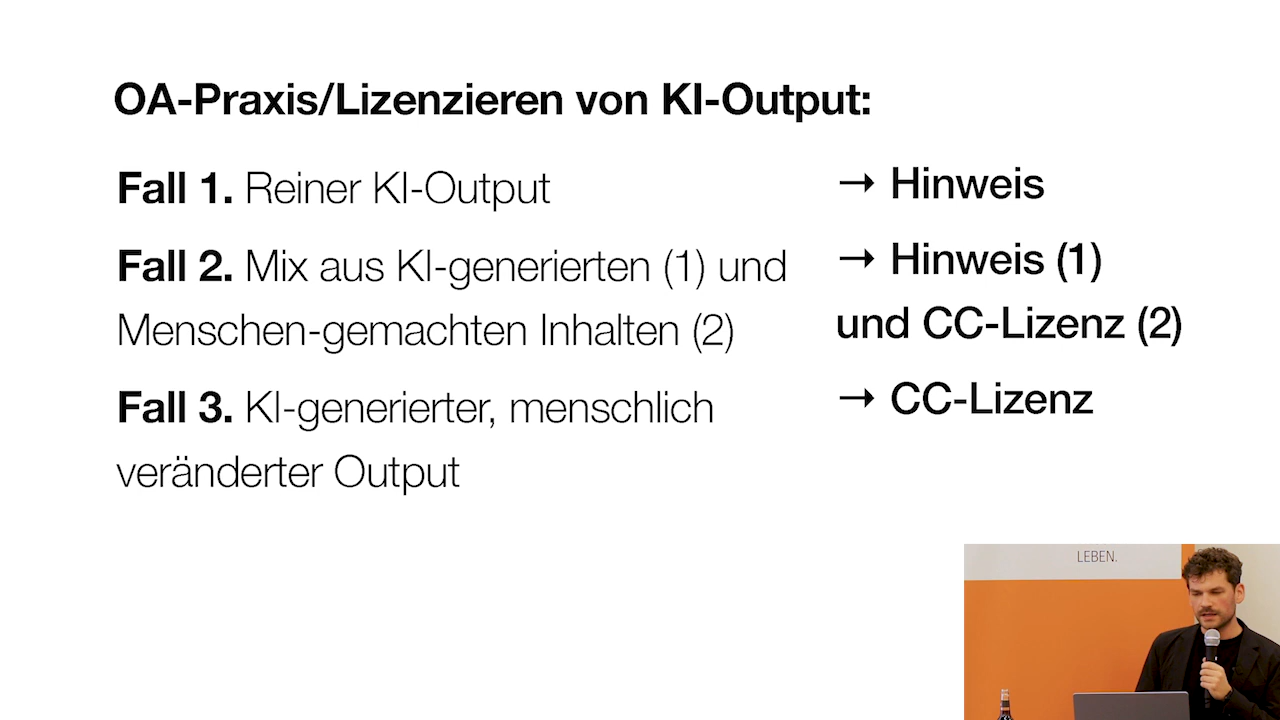 OA-Praxis/Lizenzieren von KI-Output:
Fall 1. Reiner KI-Output
→ Hinweis
Fall 2. Mix aus KI-generierten (1) und
Menschen-gemachten Inhalten (2)
→ Hinweis (1)
und CC-Lizenz (2)
Fall 3. KI-generierter, menschlich
veränderter Output
→ CC-Lizenz
LEBEN.